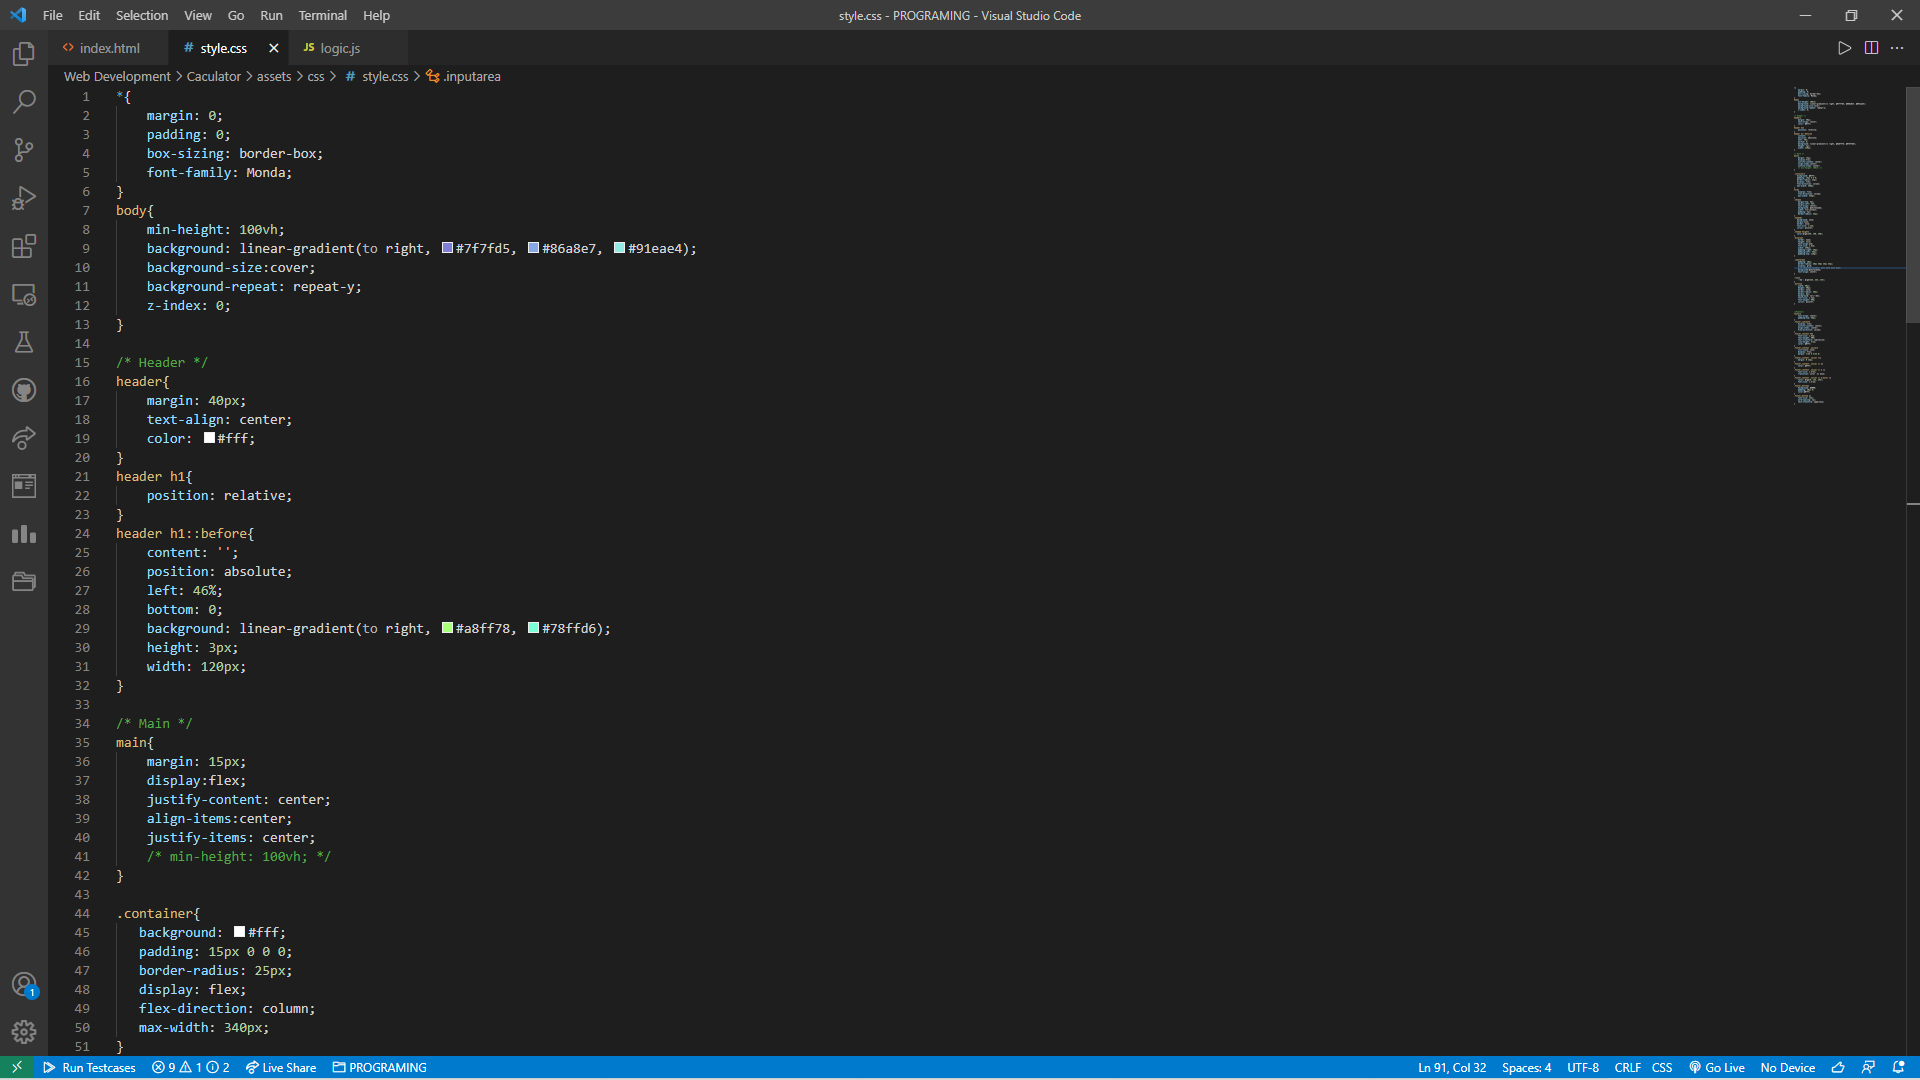 File Edit Selection View Go Run Terminal Help
style.css - PROGRAMING - Visual Studio Code
<> index.html
# style.css
JS logic.js
Web Development > Caculator > assets > css > # style.css > .inputarea
1 *{
2 margin: 0;
3 padding: 0;
4 box-sizing: border-box;
5 font-family: Monda;
6 }
7 body{
8 min-height: 100vh;
9 background: linear-gradient(to right, #7f7fd5, #86a8e7, #91eae4);
10 background-size:cover;
11 background-repeat: repeat-y;
12 z-index: 0;
13 }
14
15 /* Header */
16 header{
17 margin: 40px;
18 text-align: center;
19 color: #fff;
20 }
21 header h1{
22 position: relative;
23 }
24 header h1::before{
25 content: '';
26 position: absolute;
27 left: 46%;
28 bottom: 0;
29 background: linear-gradient(to right, #a8ff78, #78ffd6);
30 height: 3px;
31 width: 120px;
32 }
33
34 /* Main */
35 main{
36 margin: 15px;
37 display:flex;
38 justify-content: center;
39 align-items:center;
40 justify-items: center;
41 /* min-height: 100vh; */
42 }
43
44 .container{
45 background: #fff;
46 padding: 15px 0 0 0;
47 border-radius: 25px;
48 display: flex;
49 flex-direction: column;
50 max-width: 340px;
51 }
1
Run Testcases 9 1 2 Live Share PROGRAMING
Ln 91, Col 32 Spaces: 4 UTF-8 CRLF CSS Go Live No Device